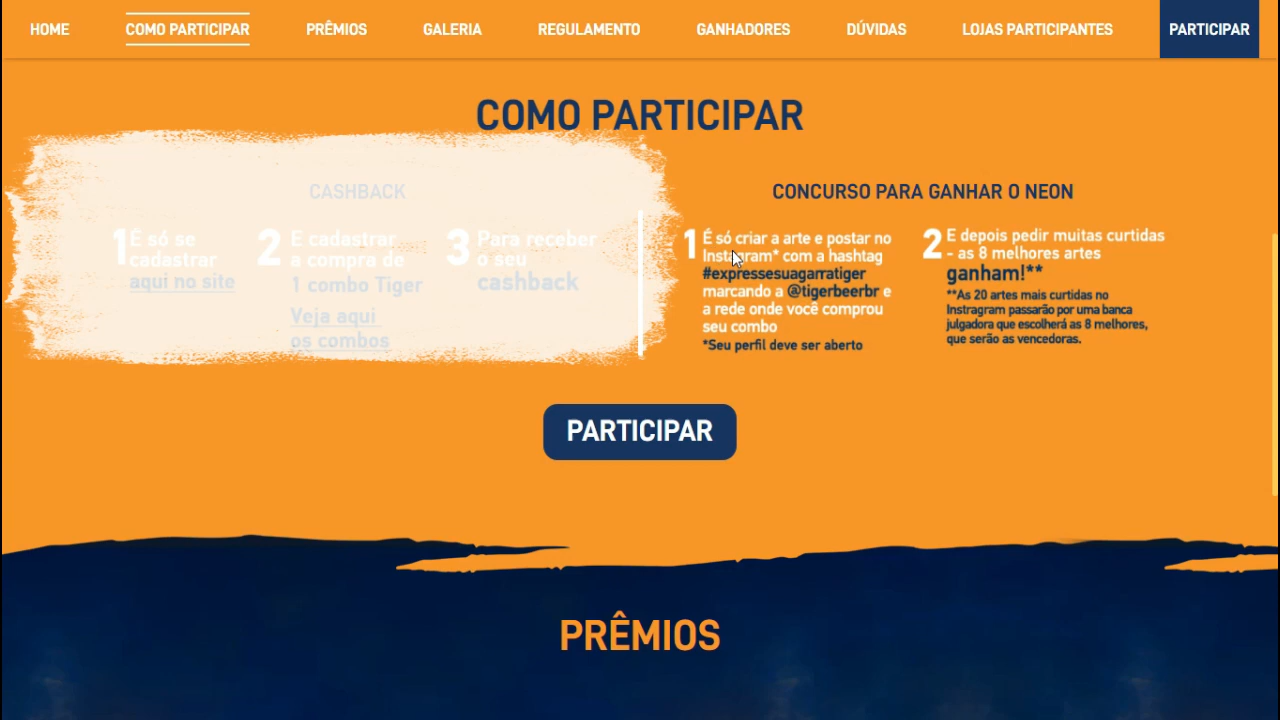 HOME COMO PARTICIPAR PRÊMIOS GALERIA REGULAMENTO GANHADORES DÚVIDAS LOJAS PARTICIPANTES PARTICIPAR
COMO PARTICIPAR
CASHBACK
1 É só se
cadastrar
aqui no site
2 E cadastrar
a compra de
1 combo Tiger
Veja aqui
os combos
3 Para receber
o seu
cashback
CONCURSO PARA GANHAR O NEON
1 É só criar a arte e postar no
Instagram* com a hashtag
#expressesuagarratiger
marcando a @tigerbeerbr e
a rede onde você comprou
seu combo
*Seu perfil deve ser aberto
2 E depois pedir muitas curtidas
- as 8 melhores artes
ganham!**
**As 20 artes mais curtidas no
Instragram passarão por uma banca
julgadora que escolherá as 8 melhores,
que serão as vencedoras.
PARTICIPAR
PRÊMIOS